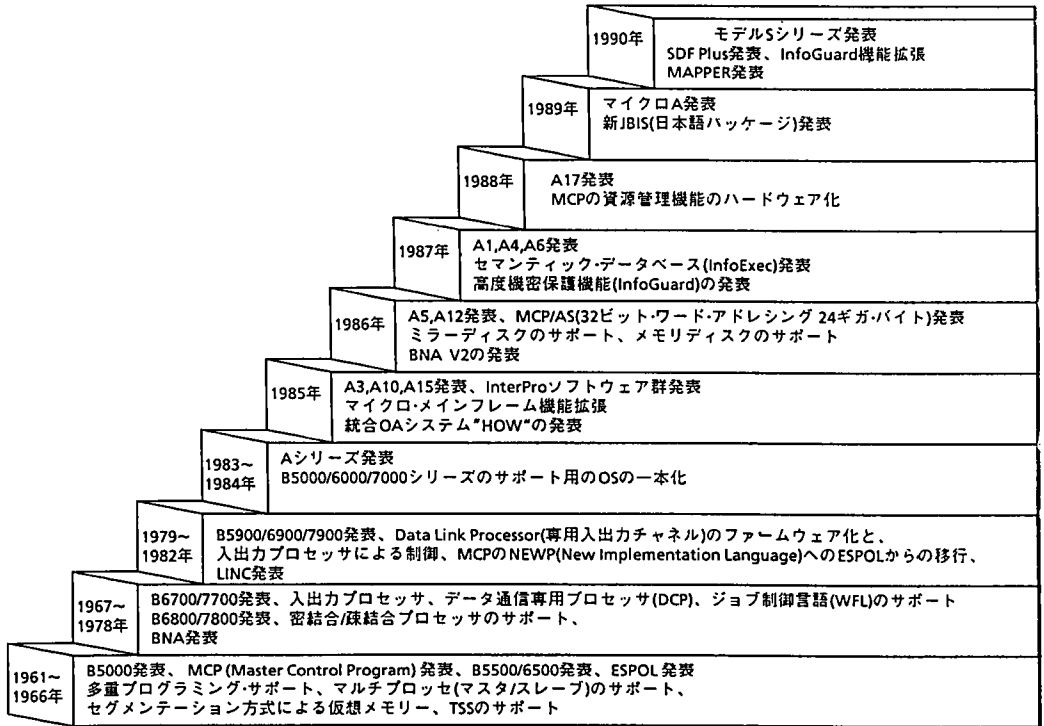 1990年
モデルSシリーズ発表
SDF Plus発表、InfoGuard機能拡張
MAPPER発表
1989年
マイクロA発表
新JBIS(日本語パッケージ)発表
1988年
A17発表
MCPの資源管理機能のハードウェア化
1987年
A1,A4,A6発表
セマンティック・データベース(InfoExec)発表
高度機密保護機能(InfoGuard)の発表
1986年
A5,A12発表、MCP/AS(32ビット・ワード・アドレシング 24ギガ・バイト)発表
ミラーディスクのサポート、メモリディスクのサポート
BNA V2の発表
1985年
A3,A10,A15発表、InterProソフトウェア群発表
マイクロ・メインフレーム機能拡張
統合OAシステム"HOW"の発表
1983~
1984年
Aシリーズ発表
B5000/6000/7000シリーズのサポート用のOSの一本化
1979~
1982年
B5900/6900/7900発表、Data Link Processor(専用入出力チャネル)のファームウェア化と、
入出力プロセッサによる制御、MCPのNEWP(New Implementation Language)へのESPOLからの移行、
LINC発表
1967~
1978年
B6700/7700発表、入出力プロセッサ、データ通信専用プロセッサ(DCP)、ジョブ制御言語(WFL)のサポート
B6800/7800発表、密結合/疎結合プロセッサのサポート、
BNA発表
1961~
1966年
B5000発表、MCP (Master Control Program) 発表、B5500/6500発表、ESPOL発表
多重プログラミング・サポート、マルチプロッセ(マスタ/スレーブ)のサポート、
セグメンテーション方式による仮想メモリー、TSSのサポート